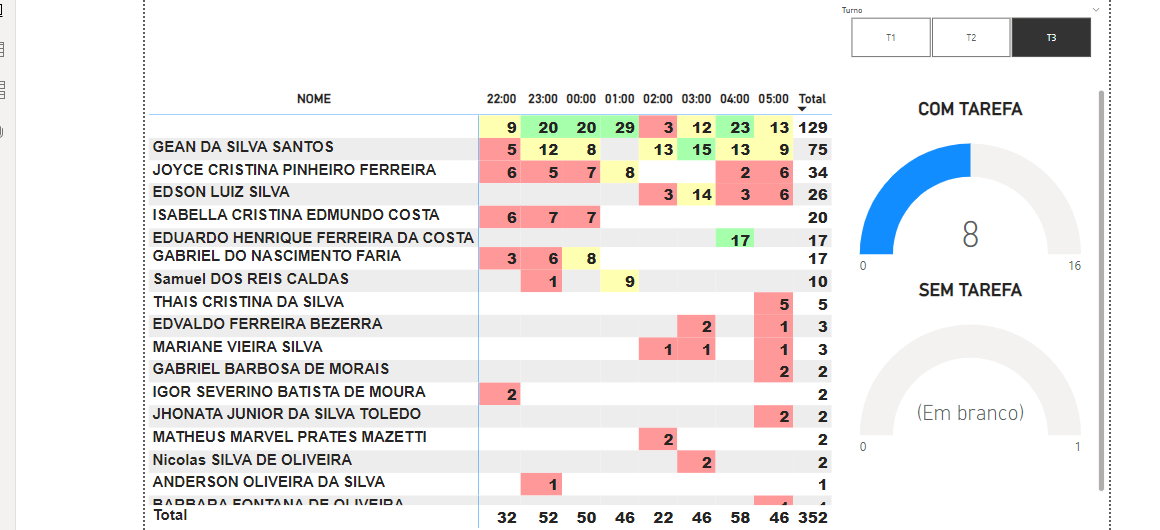 Turno
T1 T2 T3
NOME 22:00 23:00 00:00 01:00 02:00 03:00 04:00 05:00 Total
9 20 20 29 3 12 23 13 129
GEAN DA SILVA SANTOS 5 12 8 13 15 13 9 75
JOYCE CRISTINA PINHEIRO FERREIRA 6 5 7 8 2 6 34
EDSON LUIZ SILVA 3 14 3 6 26
ISABELLA CRISTINA EDMUNDO COSTA 6 7 7 20
EDUARDO HENRIQUE FERREIRA DA COSTA 17 17
GABRIEL DO NASCIMENTO FARIA 3 6 8 17
Samuel DOS REIS CALDAS 1 9 10
THAIS CRISTINA DA SILVA 5 5
EDVALDO FERREIRA BEZERRA 2 1 3
MARIANE VIEIRA SILVA 1 1 1 3
GABRIEL BARBOSA DE MORAIS 2 2
IGOR SEVERINO BATISTA DE MOURA 2 2
JHONATA JUNIOR DA SILVA TOLEDO 2 2
MATHEUS MARVEL PRATES MAZETTI 2 2
Nicolas SILVA DE OLIVEIRA 2 2
ANDERSON OLIVEIRA DA SILVA 1 1
BARBARA FONTANA DE OLIVEIRA
Total 32 52 50 46 22 46 58 46 352
COM TAREFA
8
0 16
SEM TAREFA
(Em branco)
0 1